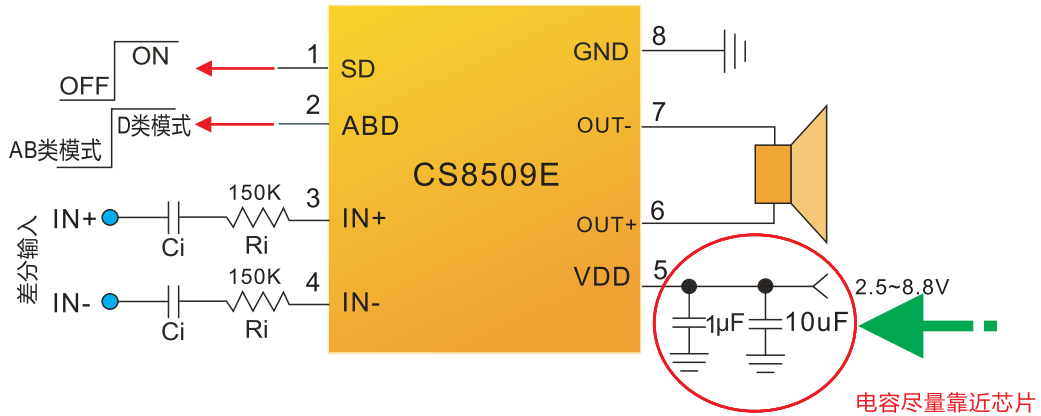 ON
OFF
1
SD
2
ABD
D类模式
AB类模式
CS8509E
差分输入
IN+
Ci
150K
Ri
3
IN+
IN-
Ci
150K
Ri
4
IN-
GND
8
OUT-
7
OUT+
6
VDD
5
2.5~8.8V
1μF
10uF
电容尽量靠近芯片